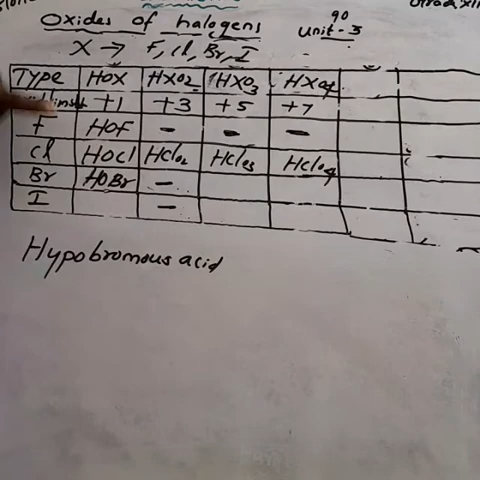 Oxides of halogens 90
Unit-3
X → F, Cl, Br, I
Type HOX HXO2 HXO3 HXO4
+1 +3 +5 +7
F HOF - - -
Cl HOCl HClO2 HClO3 HClO4
Br HOBr -
I -
Hypobromous acid